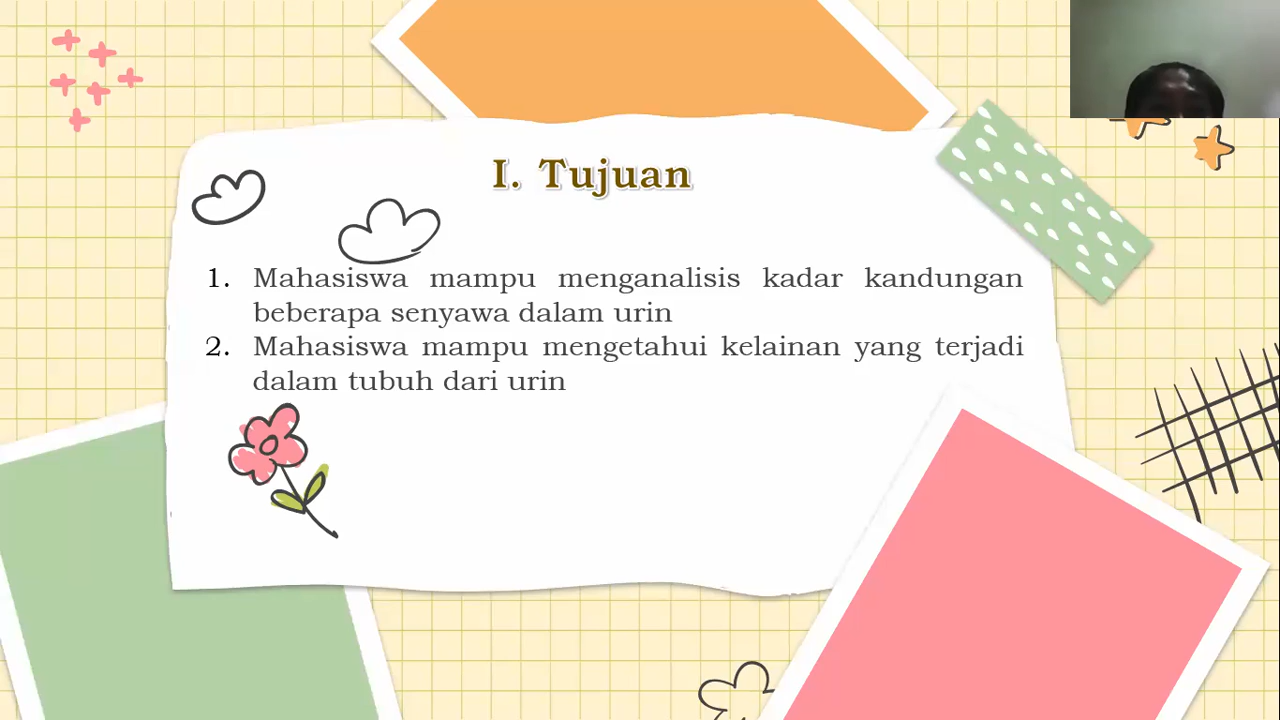 I. Tujuan
1. Mahasiswa mampu menganalisis kadar kandungan
beberapa senyawa dalam urin
2. Mahasiswa mampu mengetahui kelainan yang terjadi
dalam tubuh dari urin